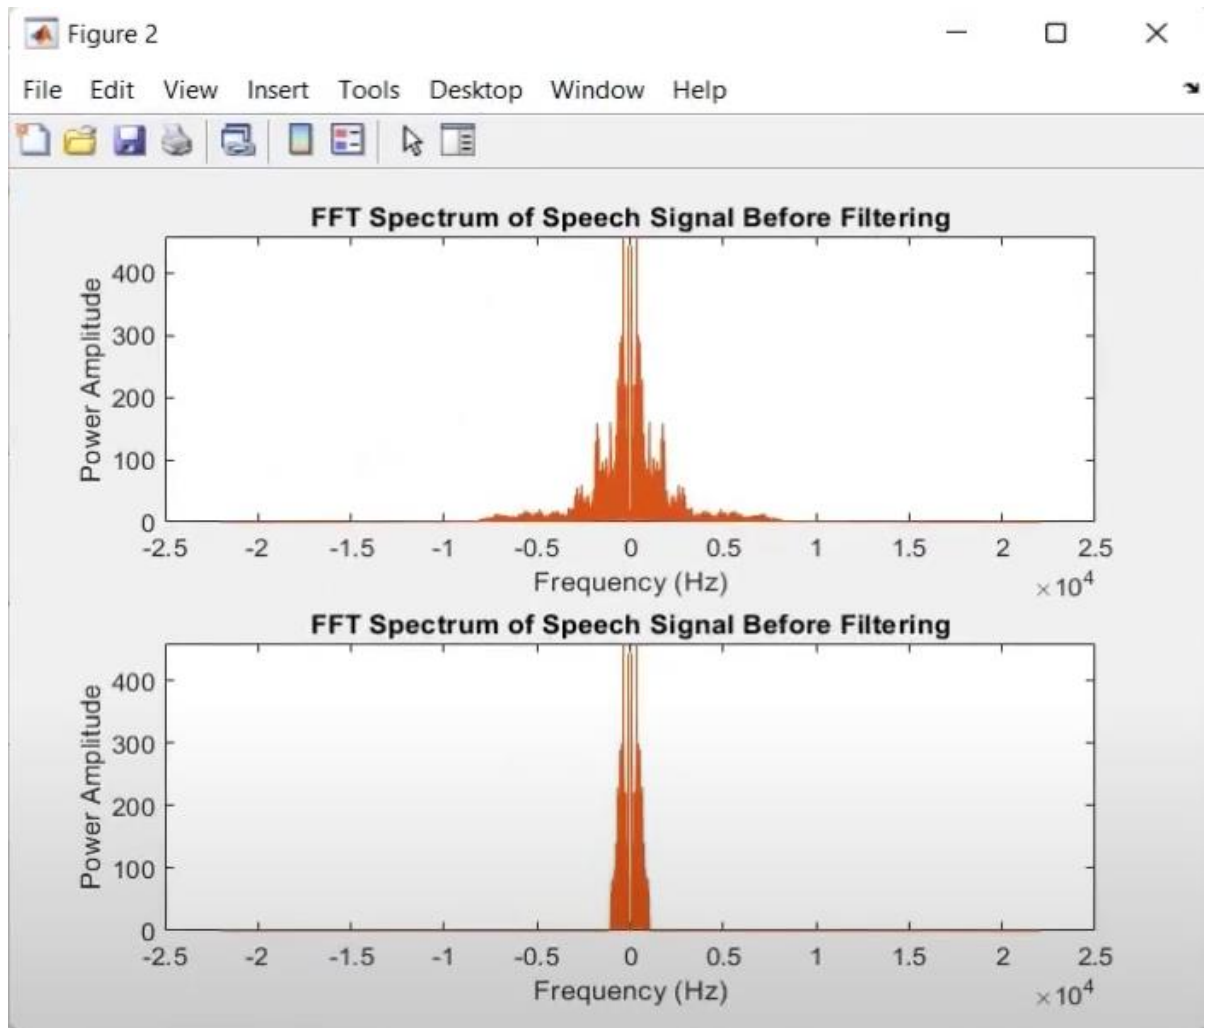 Figure 2
File Edit View Insert Tools Desktop Window Help
FFT Spectrum of Speech Signal Before Filtering
Power Amplitude
400
300
200
100
0
-2.5 -2 -1.5 -1 -0.5 0 0.5 1 1.5 2 2.5
Frequency (Hz)
×10⁴
FFT Spectrum of Speech Signal Before Filtering
Power Amplitude
400
300
200
100
0
-2.5 -2 -1.5 -1 -0.5 0 0.5 1 1.5 2 2.5
Frequency (Hz)
×10⁴